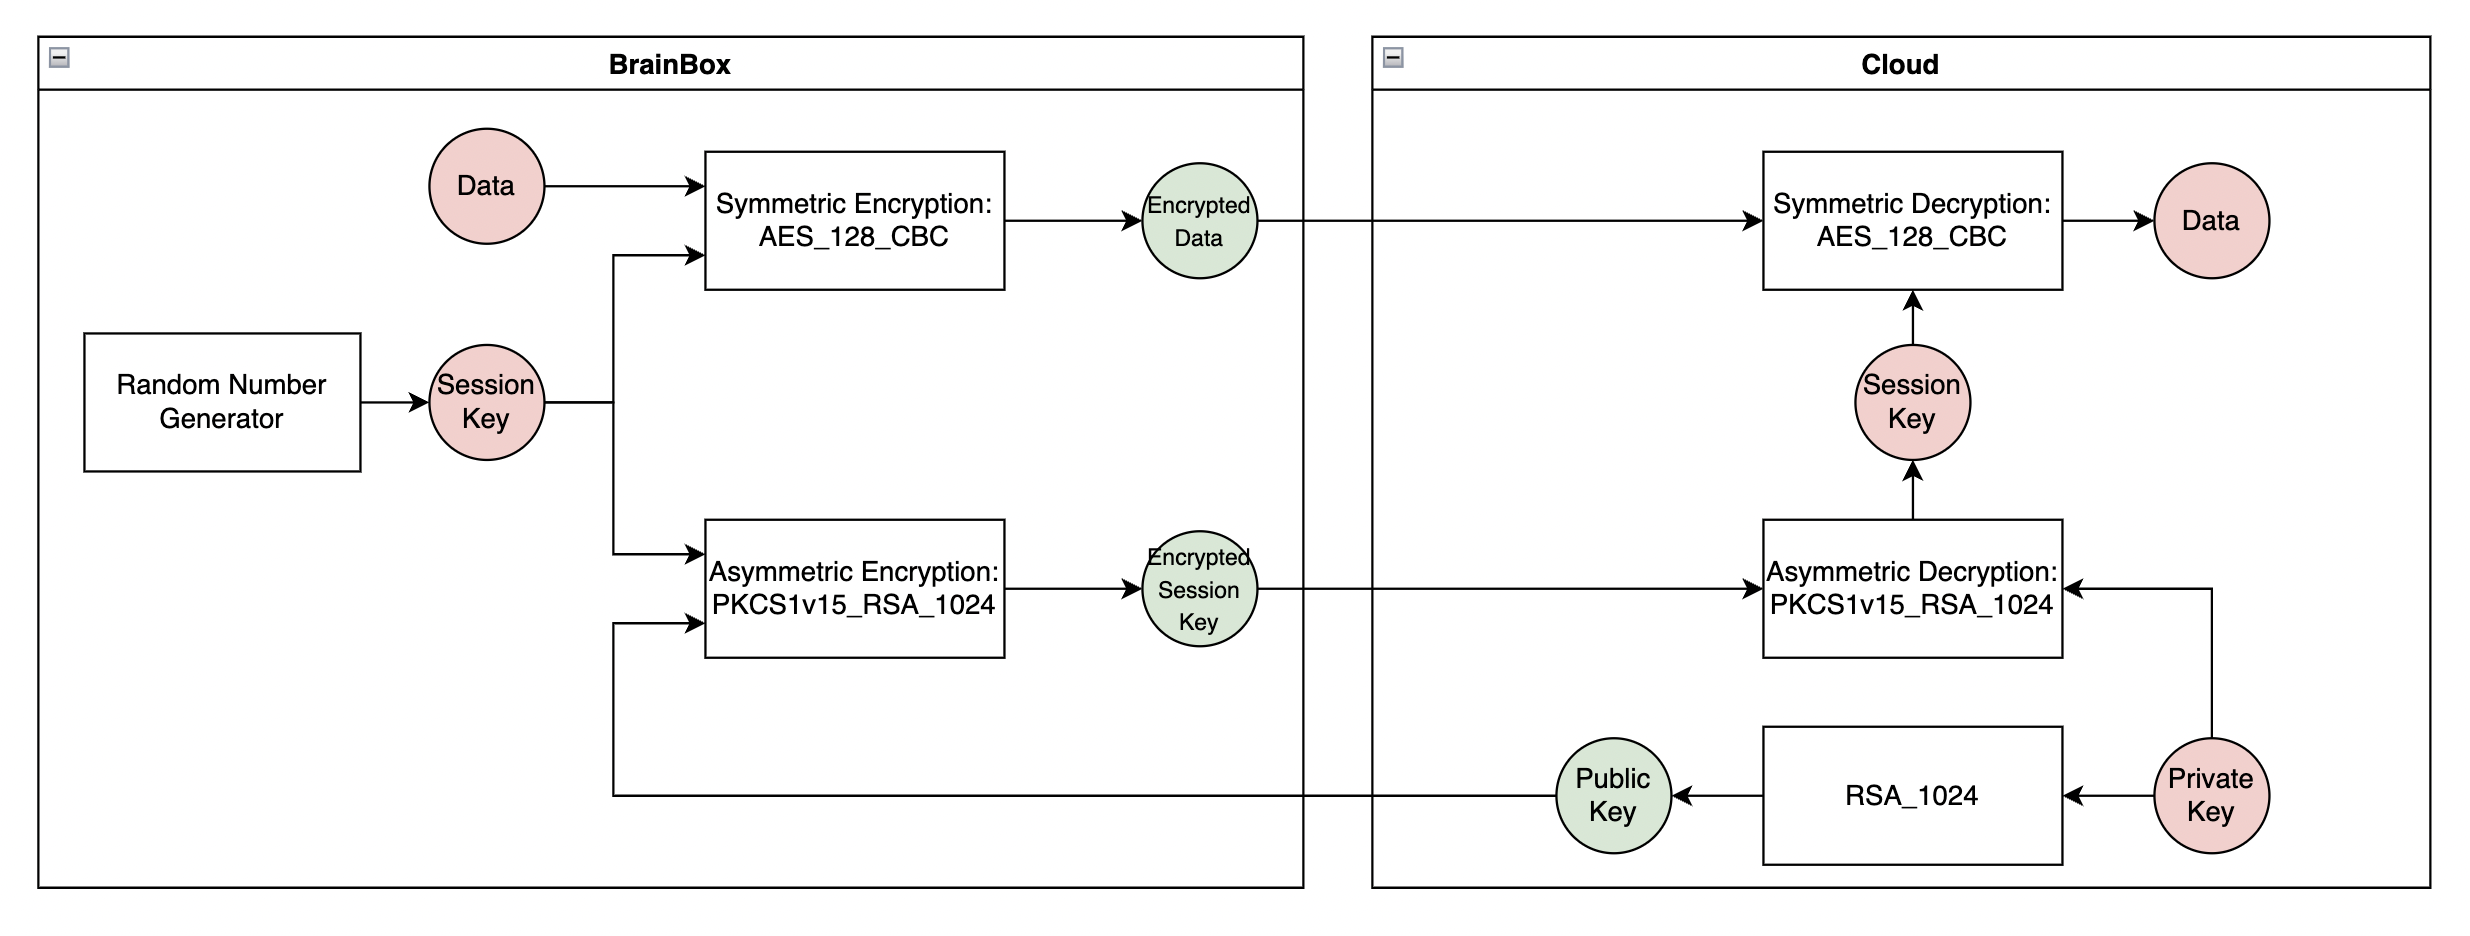 BrainBox
Data
Symmetric Encryption:
AES_128_CBC
Encrypted
Data
Random Number
Generator
Session
Key
Asymmetric Encryption:
PKCS1v15_RSA_1024
Encrypted
Session
Key
Cloud
Symmetric Decryption:
AES_128_CBC
Data
Session
Key
Asymmetric Decryption:
PKCS1v15_RSA_1024
Public
Key
RSA_1024
Private
Key